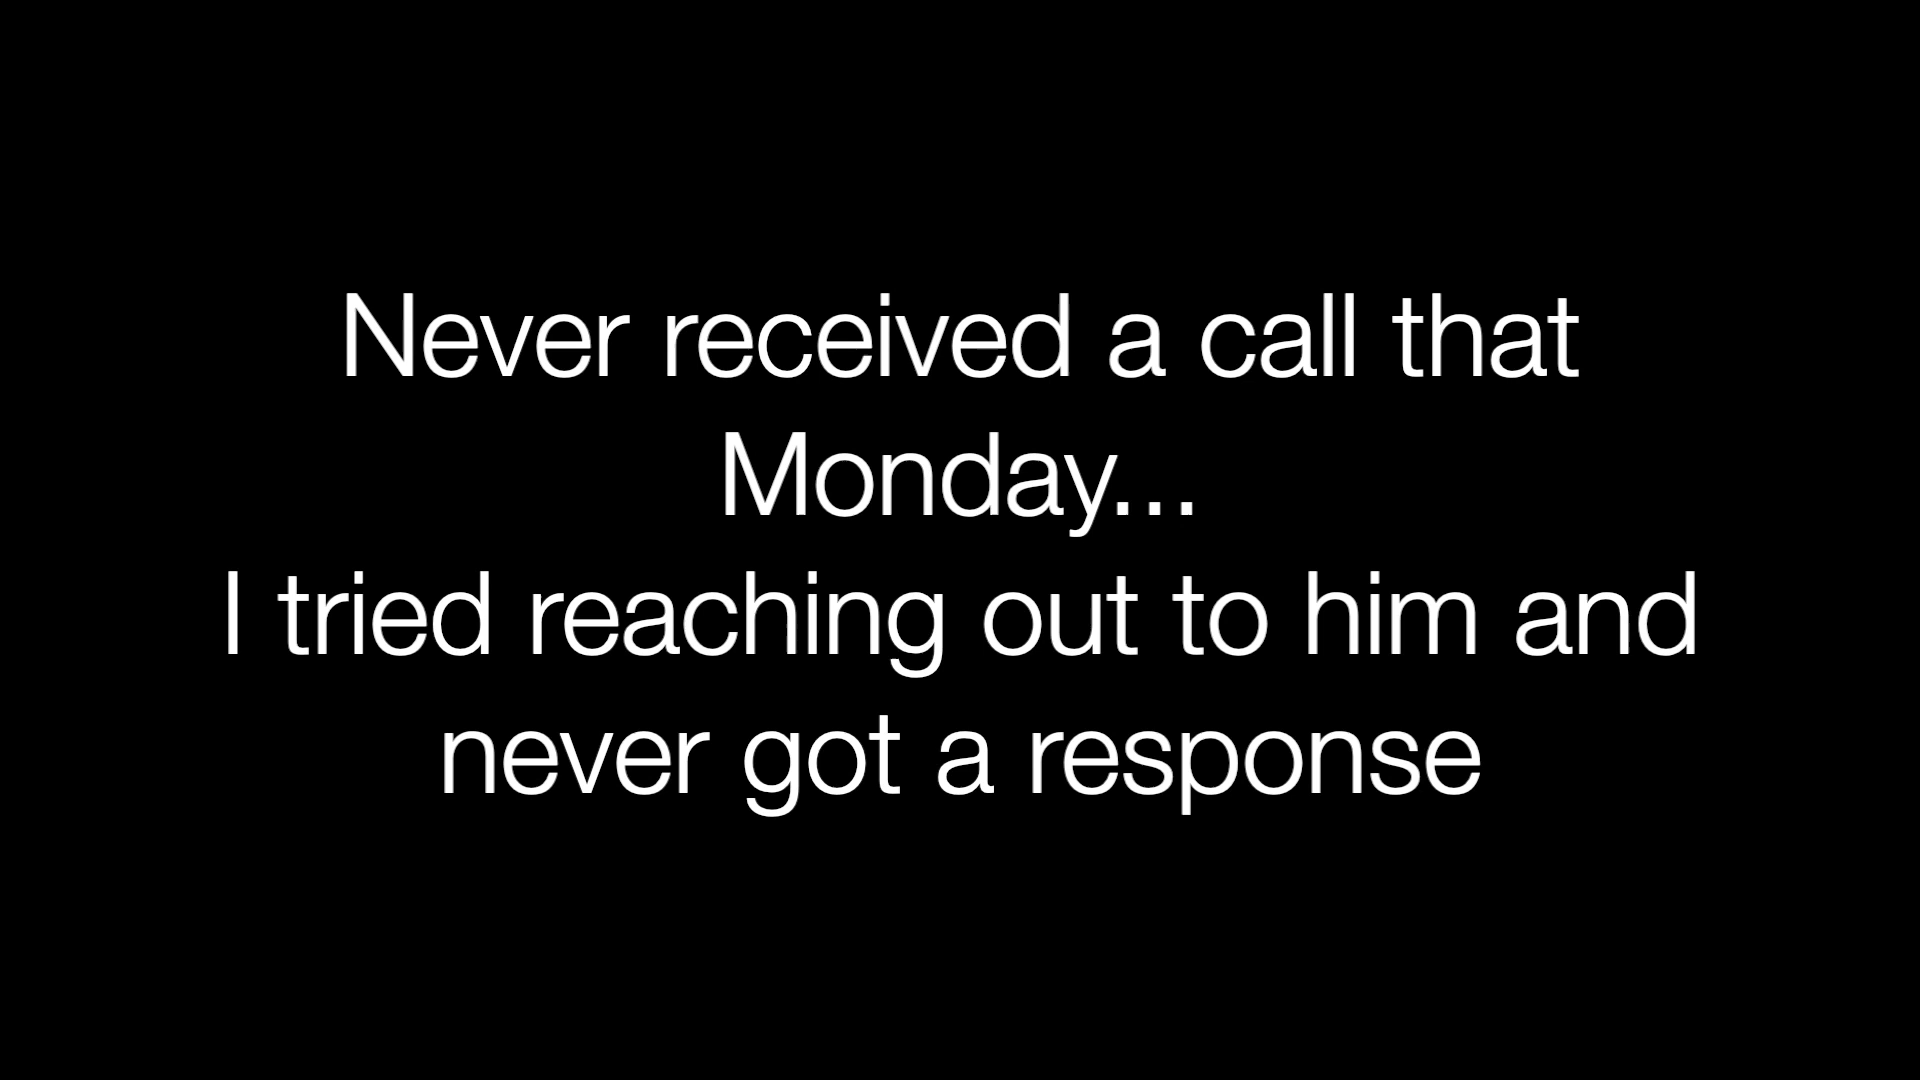 Never received a call that
Monday...
I tried reaching out to him and
never got a response